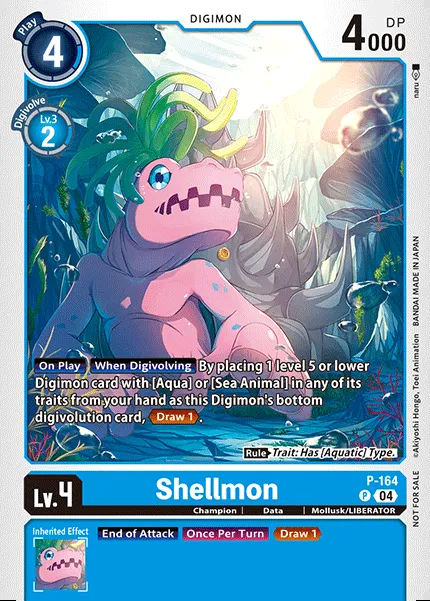 DIGIMON
Play
4
4000
DP
Digivolve
Lv.3
2
naru
On Play When Digivolving By placing 1 level 5 or lower
Digimon card with [Aqua] or [Sea Animal] in any of its
traits from your hand as this Digimon's bottom
digivolution card, Draw 1.
Rule Trait: Has [Aquatic] Type.
©Akiyoshi Hongo, Toei Animation BANDAI MADE IN JAPAN
NOT FOR SALE
Lv.4
Shellmon
P-164
P 04
Champion Data Mollusk/LIBERATOR
Inherited Effect
End of Attack Once Per Turn Draw 1